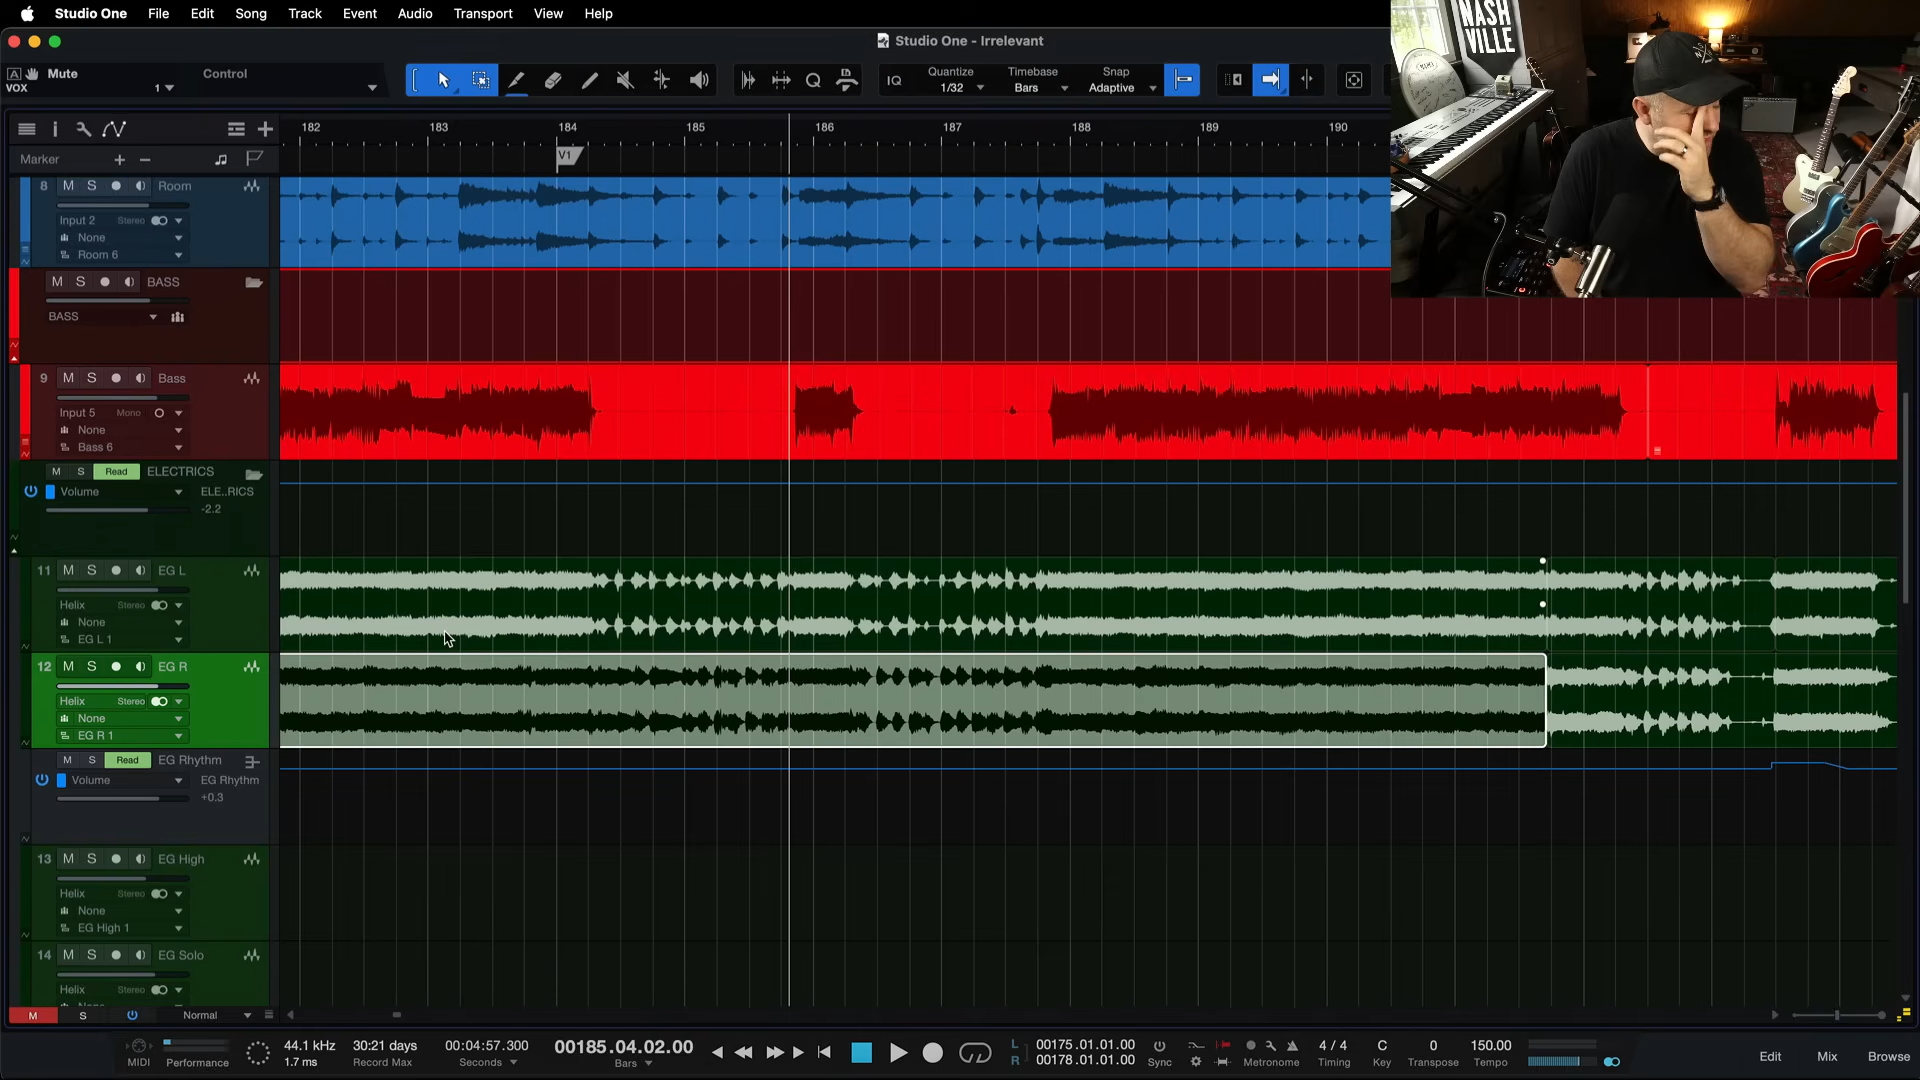 Studio One File Edit Song Track Event Audio Transport View Help
Studio One - Irrelevant
NASH
VILLE
A Mute Control
VOX 1
IQ Quantize Timebase Snap
1/32 Bars Adaptive
182 183 184 185 186 187 188 189 190
Marker + − V1
8 M S Room
Input 2 Stereo
None
Room 6
M S BASS
BASS
9 M S Bass
Input 5 Mono
None
Bass 6
M S Read ELECTRICS
Volume ELE..RICS
-2.2
11 M S EG L
Helix Stereo
None
EG L 1
12 M S EG R
Helix Stereo
None
EG R 1
M S Read EG Rhythm
Volume EG Rhythm
+0.3
13 M S EG High
Helix Stereo
None
EG High 1
14 M S EG Solo
Helix Stereo
M S Normal
MIDI Performance
44.1 kHz
1.7 ms
30:21 days
Record Max
00:04:57.300
Seconds
00185.04.02.00
Bars
L 00175.01.01.00
R 00178.01.01.00
Sync Metronome
4 / 4
Timing
C
Key
0
Transpose
150.00
Tempo
Edit Mix Browse